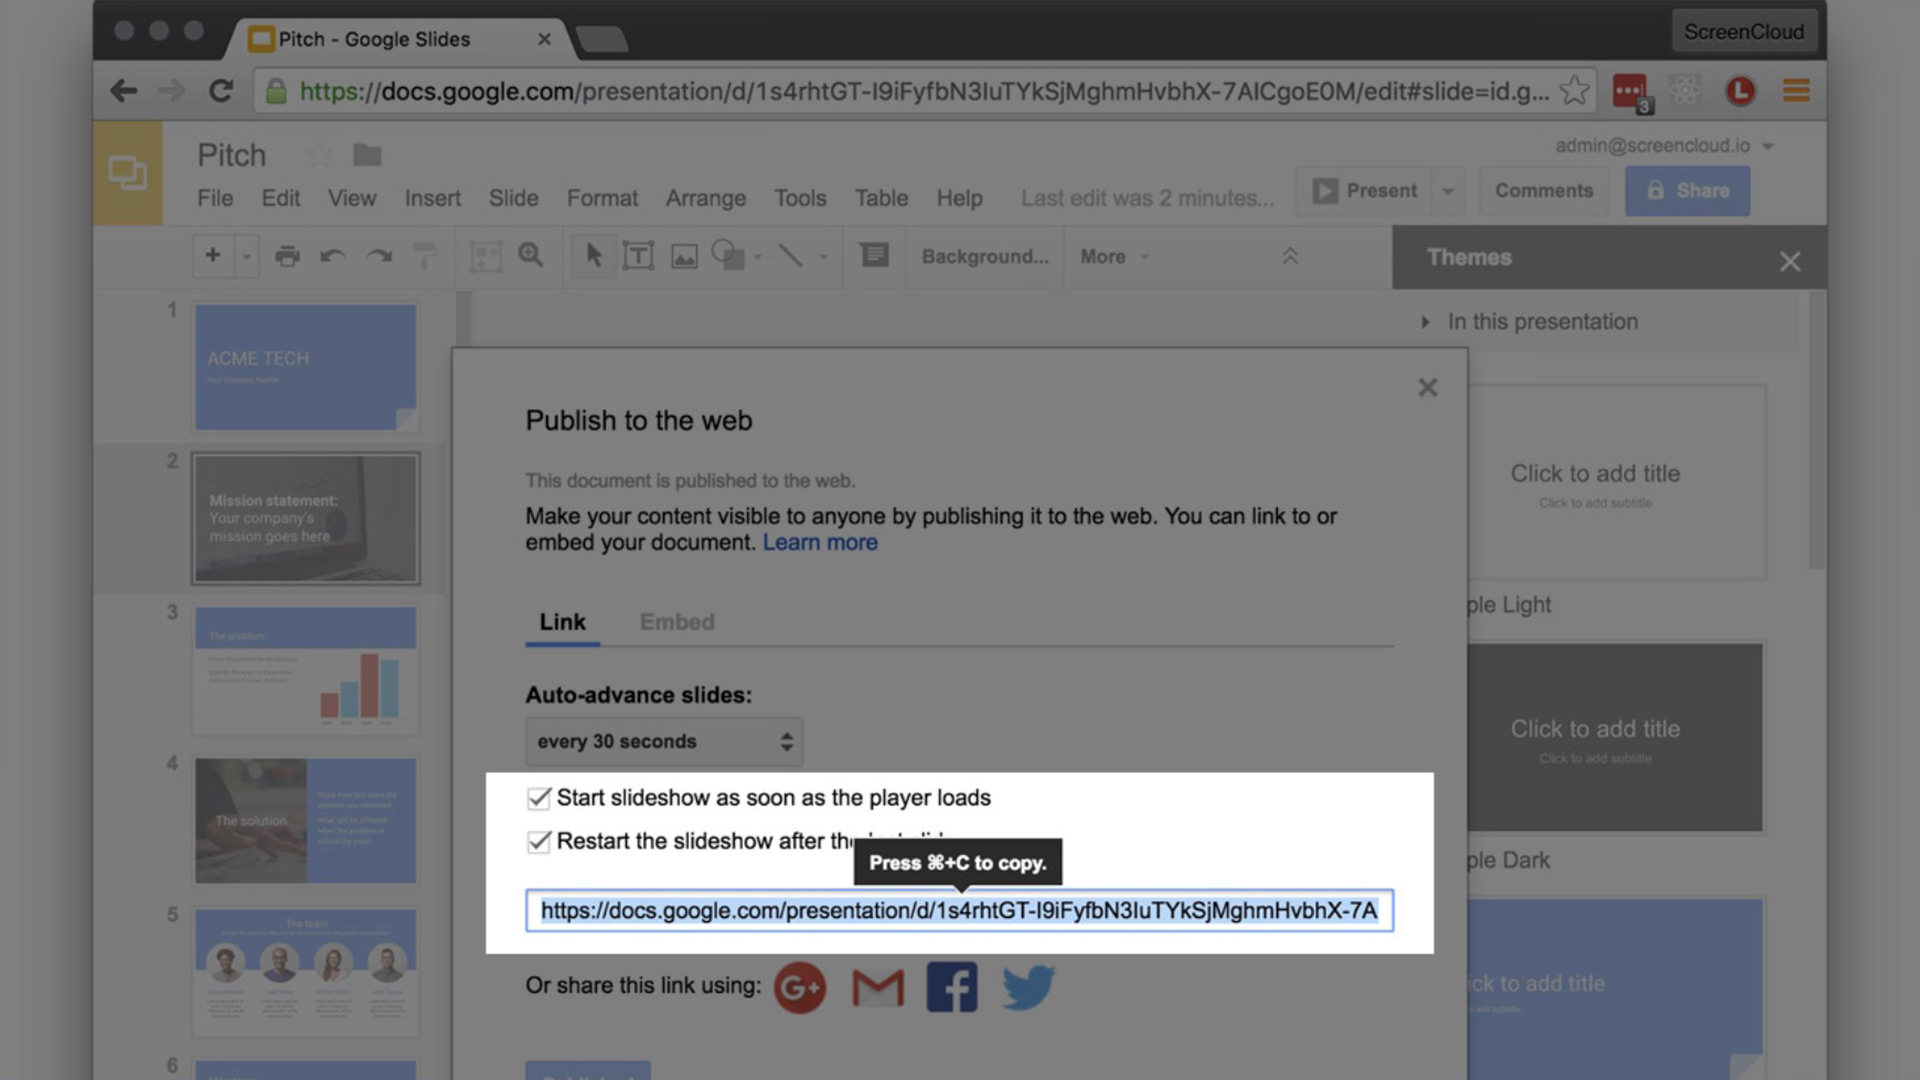 Pitch - Google Slides
ScreenCloud
https://docs.google.com/presentation/d/1s4rhtGT-I9iFyfbN3IuTYkSjMghmHvbhX-7AICgoE0M/edit#slide=id.g...
3
Pitch
admin@screencloud.io
File Edit View Insert Slide Format Arrange Tools Table Help Last edit was 2 minutes...
Present
Comments
Share
Background...
More
Themes
In this presentation
1
ACME TECH
2
Mission statement:
Your company's
mission goes here
3
The problem
4
The solution
5
The team
6
Publish to the web
This document is published to the web.
Make your content visible to anyone by publishing it to the web. You can link to or
embed your document. Learn more
Link Embed
Auto-advance slides:
every 30 seconds
Start slideshow as soon as the player loads
Restart the slideshow after the
Press ⌘+C to copy.
https://docs.google.com/presentation/d/1s4rhtGT-I9iFyfbN3IuTYkSjMghmHvbhX-7A
Or share this link using:
Click to add title
Click to add subtitle
ple Light
Click to add title
Click to add subtitle
ple Dark
ick to add title